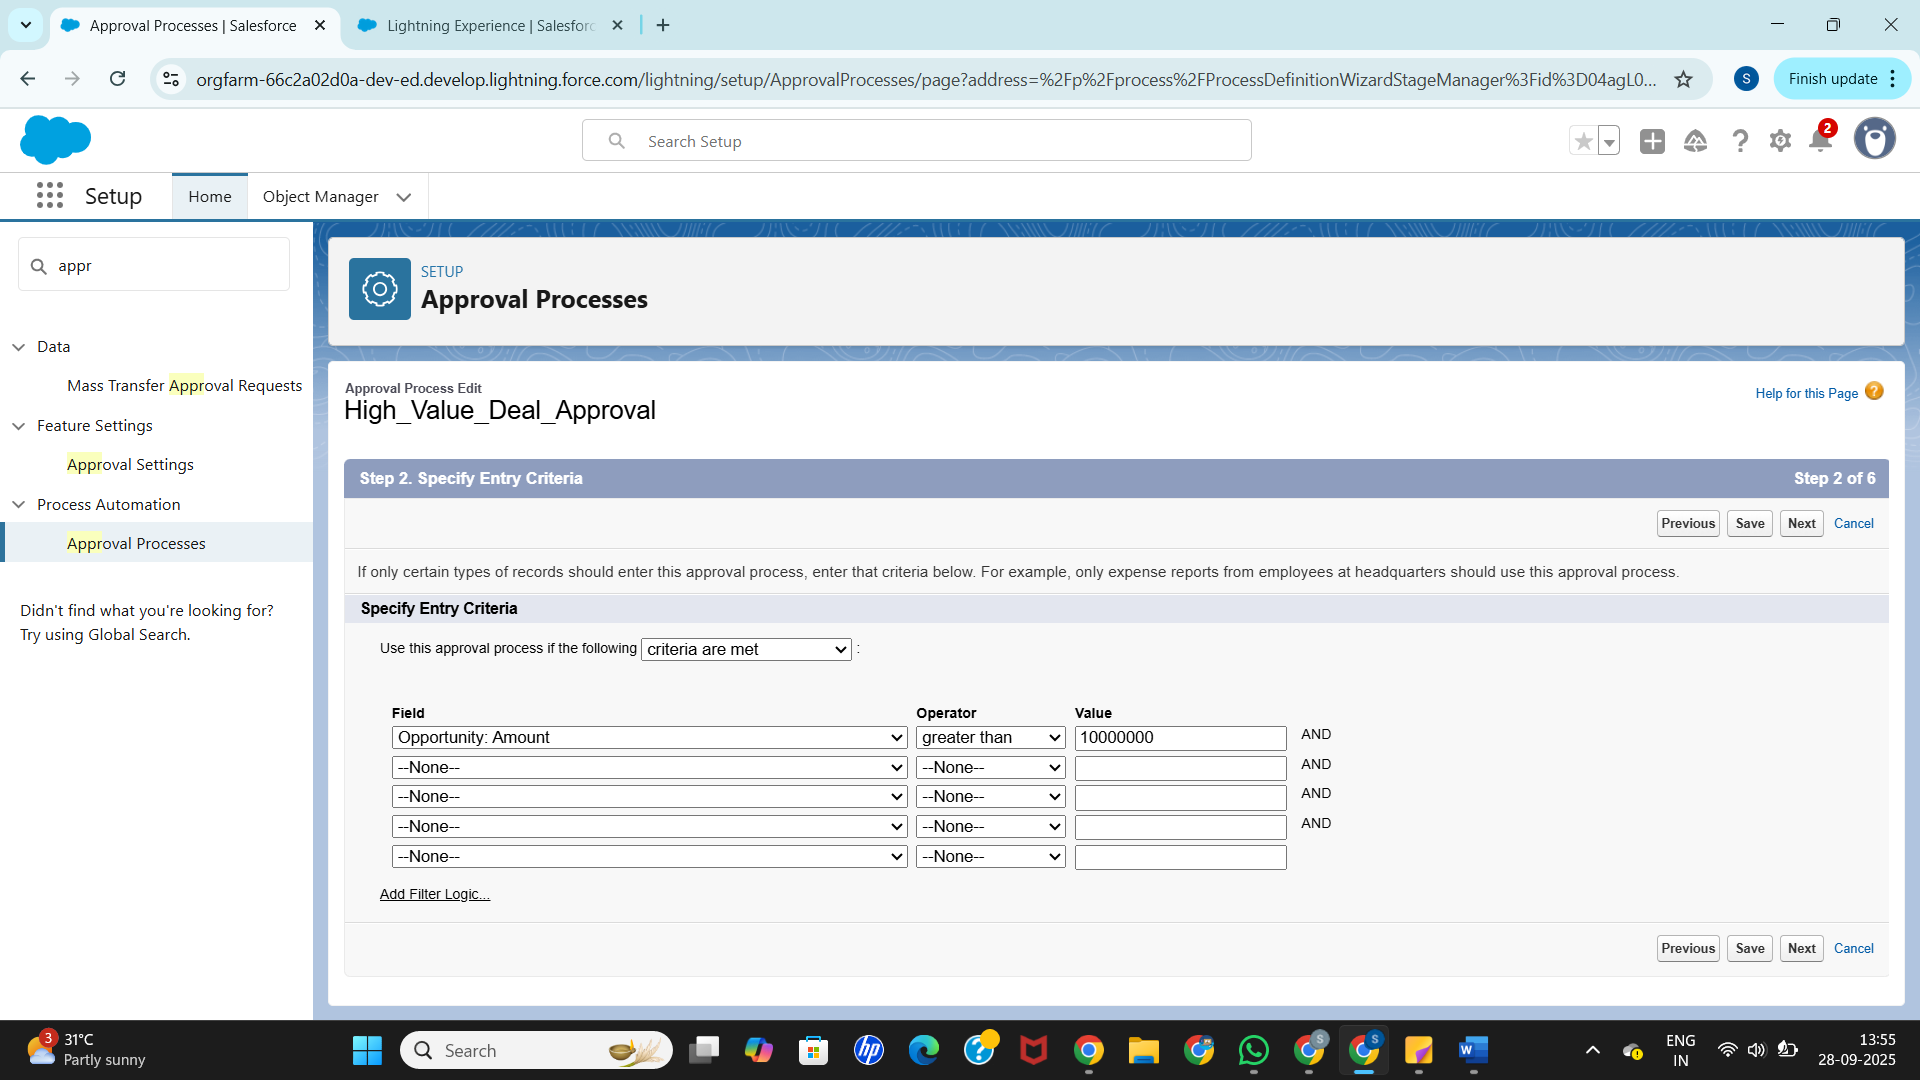 Approval Processes | Salesforce
Lightning Experience | Salesforc
orgfarm-66c2a02d0a-dev-ed.develop.lightning.force.com/lightning/setup/ApprovalProcesses/page?address=%2Fp%2Fprocess%2FProcessDefinitionWizardStageManager%3Fid%3D04agL0...
S
Finish update
Search Setup
2
Setup
Home
Object Manager
appr
Data
Mass Transfer Approval Requests
Feature Settings
Approval Settings
Process Automation
Approval Processes
Didn't find what you're looking for?
Try using Global Search.
SETUP
Approval Processes
Approval Process Edit
High_Value_Deal_Approval
Help for this Page ?
Step 2. Specify Entry Criteria
Step 2 of 6
Previous Save Next Cancel
If only certain types of records should enter this approval process, enter that criteria below. For example, only expense reports from employees at headquarters should use this approval process.
Specify Entry Criteria
Use this approval process if the following criteria are met :
Field Operator Value
Opportunity: Amount greater than 10000000 AND
--None-- --None-- AND
--None-- --None-- AND
--None-- --None-- AND
--None-- --None--
Add Filter Logic...
Previous Save Next Cancel
3
31°C
Partly sunny
Search
hp
?
S
S
W
ENG
IN
13:55
28-09-2025